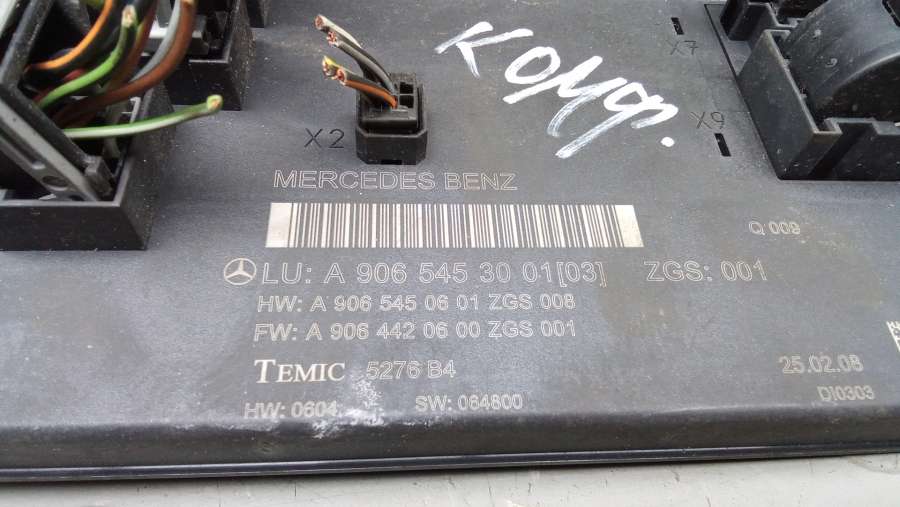 комф.
X7
X2
X9
MERCEDES BENZ
Q 009
LU: A 906 545 30 01[03] ZGS: 001
HW: A 906 545 06 01 ZGS 008
FW: A 906 442 06 00 ZGS 001
TEMIC 5276 B4
25.02.08
HW: 0604.
SW: 064800
DI0303